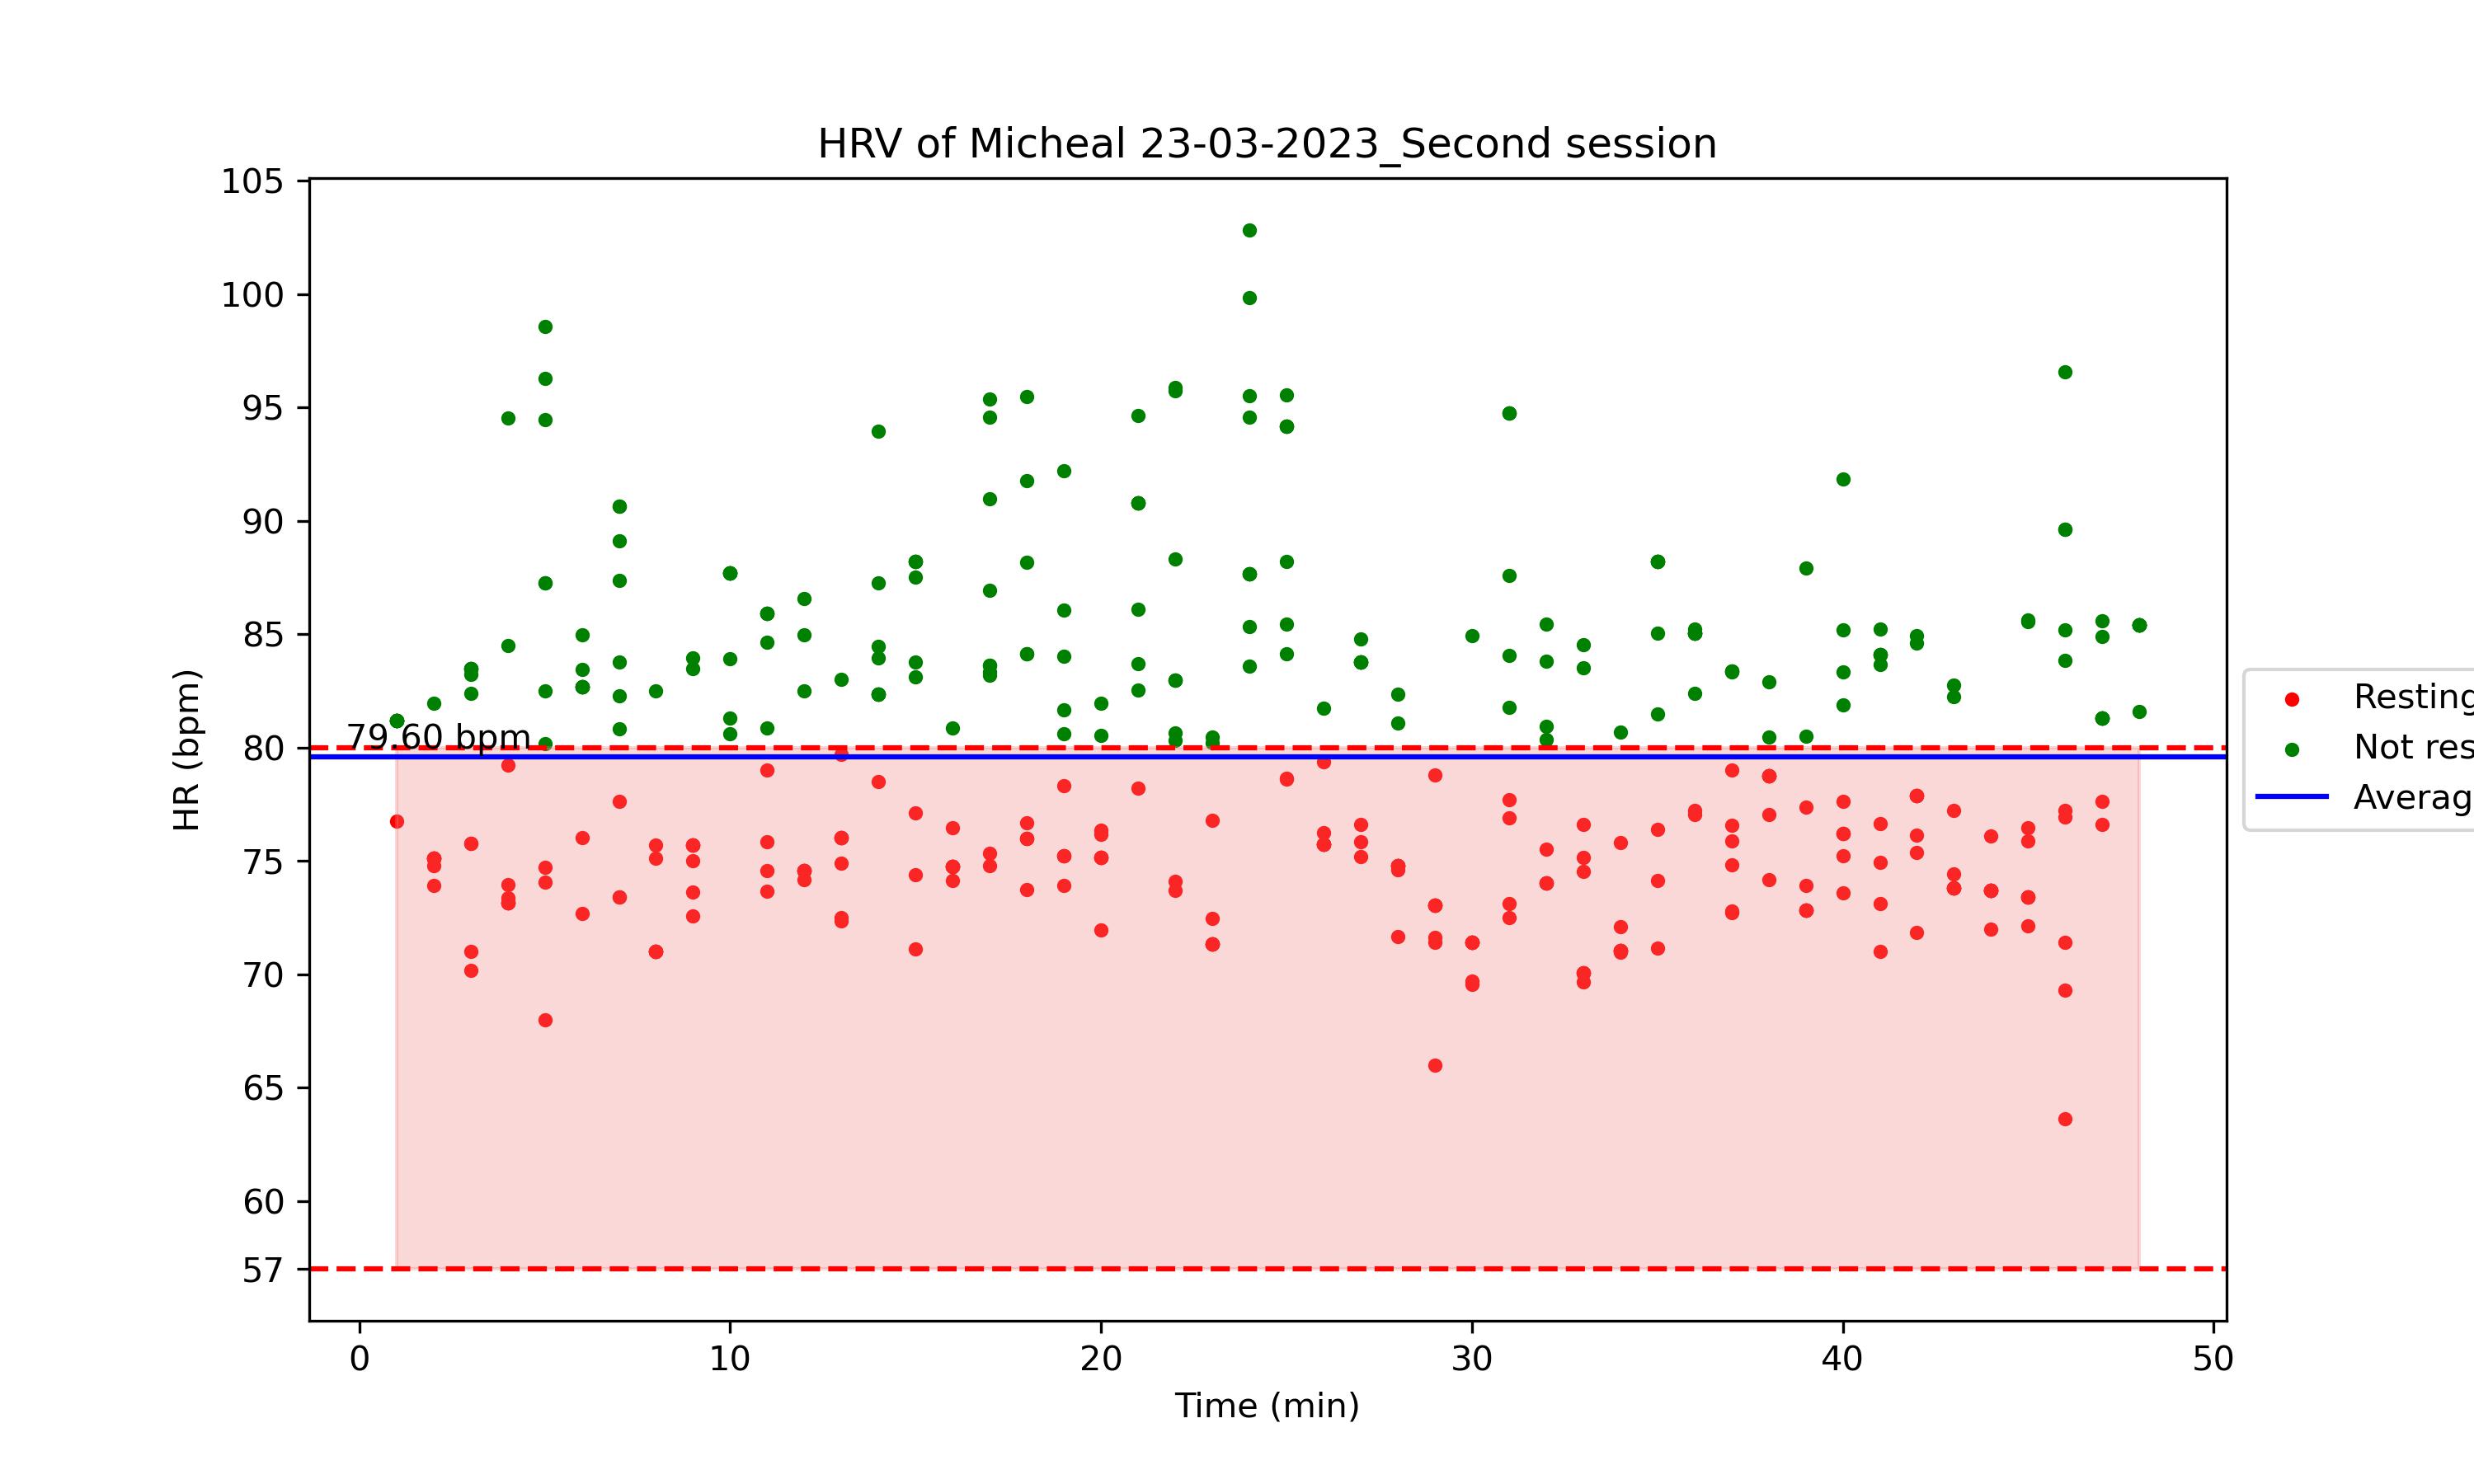 HRV of Micheal 23-03-2023_Second session
105
100
95
90
85
80
75
70
65
60
57
HR (bpm)
79.60 bpm
Resting
Not res
Averag
0 10 20 30 40 50
Time (min)